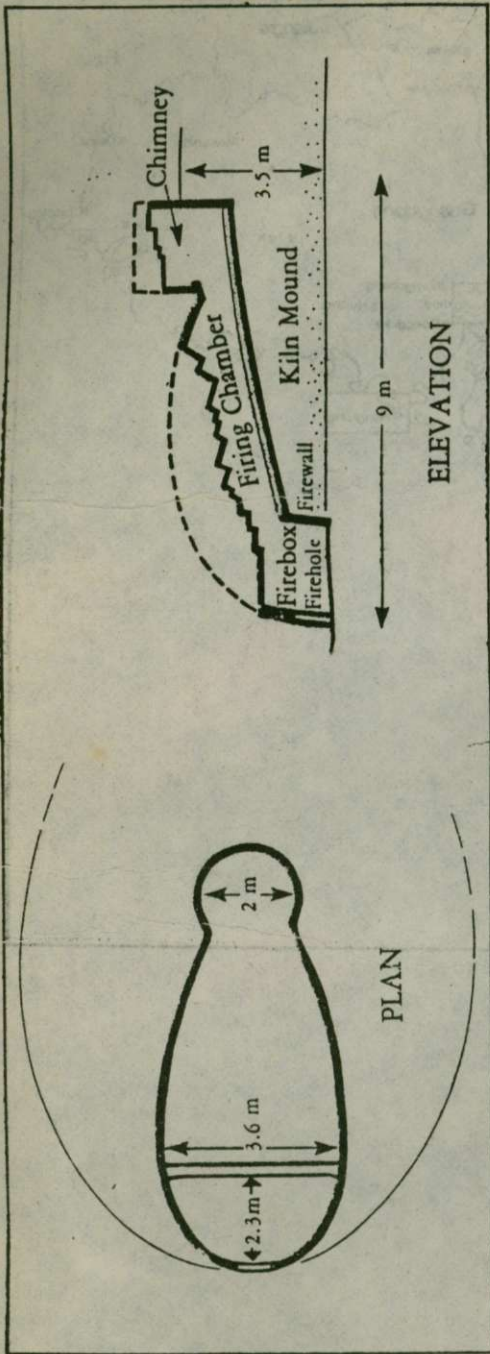 2 m
3.6 m
2.3m
PLAN
Chimney
3.5 m
Firing Chamber
Kiln Mound
Firewall
Firebox
Firehole
9 m
ELEVATION